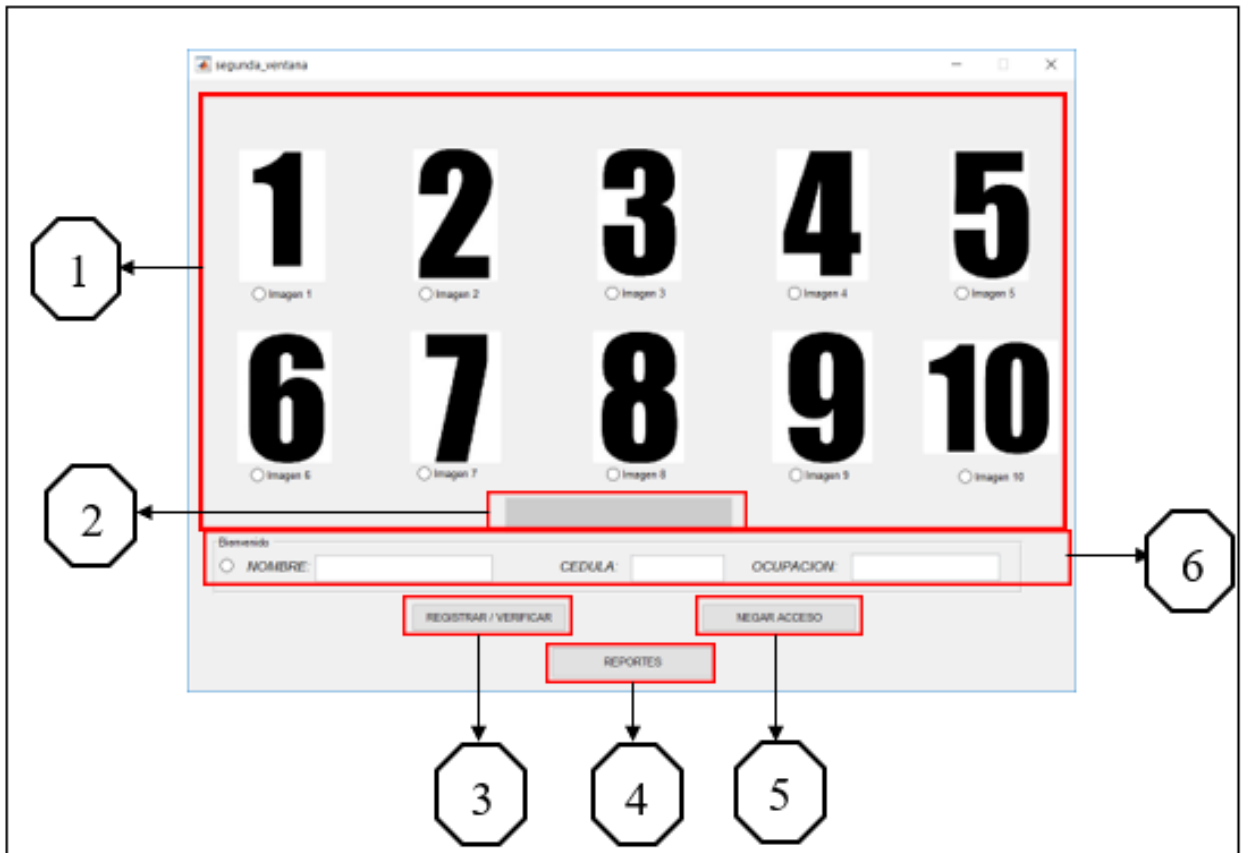 segunda_ventana
1 2 3 4 5
1
Imagen 1 Imagen 2 Imagen 3 Imagen 4 Imagen 5
6 7 8 9 10
Imagen 6 Imagen 7 Imagen 8 Imagen 9 Imagen 10
2
Bienvenido
NOMBRE: CEDULA: OCUPACION:
6
REGISTRAR / VERIFICAR NEGAR ACCESO
REPORTES
3 4 5